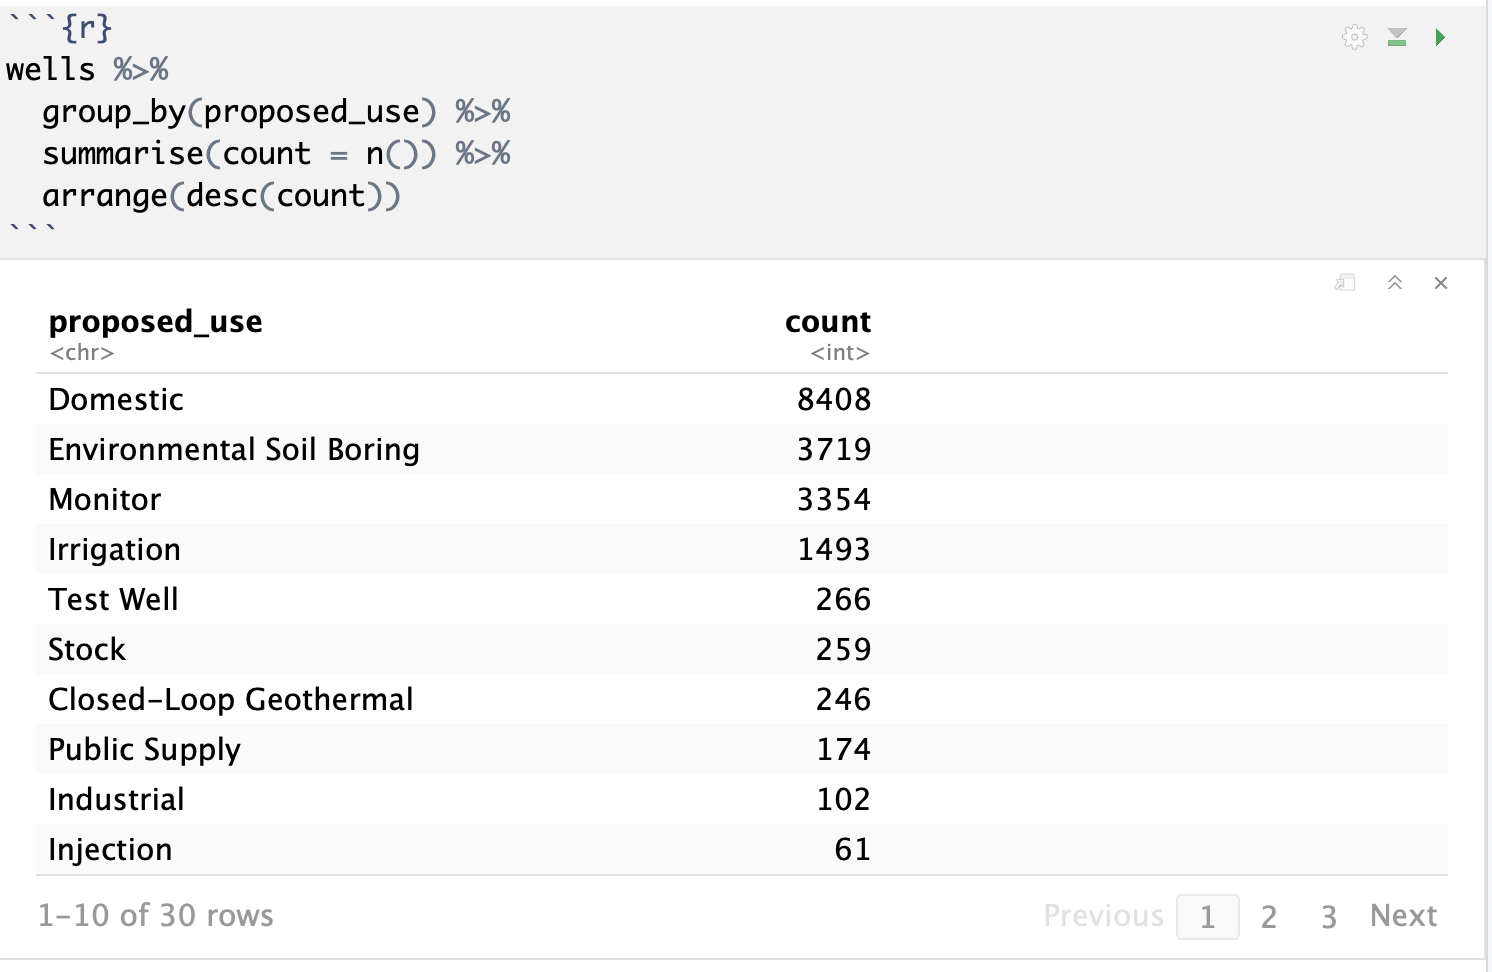 ```{r}
wells %>%
  group_by(proposed_use) %>%
  summarise(count = n()) %>%
  arrange(desc(count))
```
proposed_use count
<chr> <int>
Domestic 8408
Environmental Soil Boring 3719
Monitor 3354
Irrigation 1493
Test Well 266
Stock 259
Closed-Loop Geothermal 246
Public Supply 174
Industrial 102
Injection 61
1-10 of 30 rows Previous 1 2 3 Next